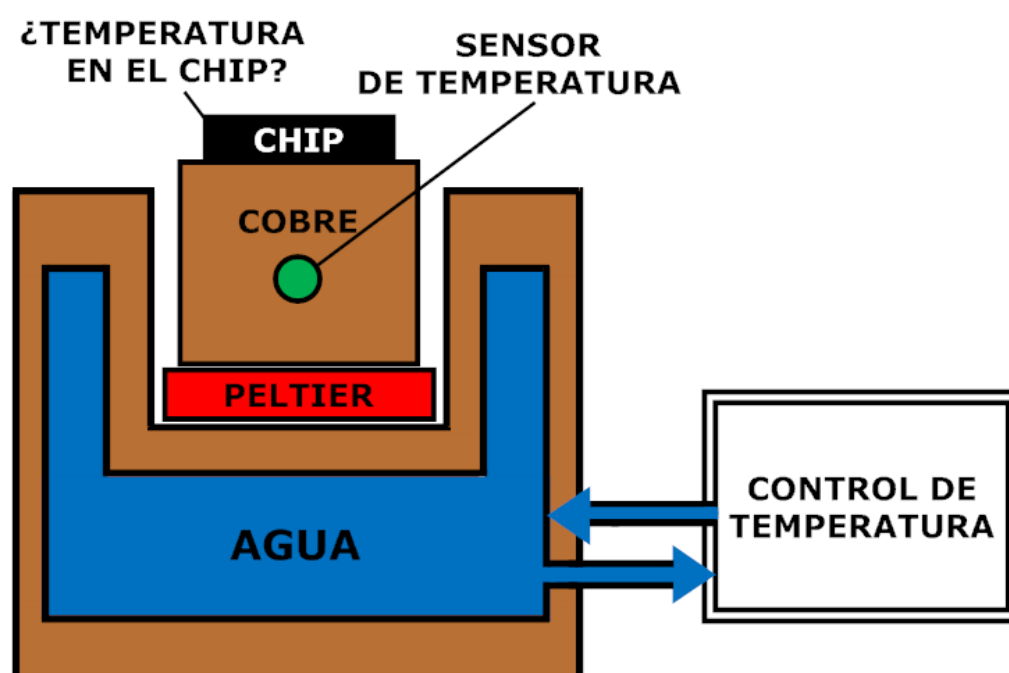 ¿TEMPERATURA
EN EL CHIP?
SENSOR
DE TEMPERATURA
CHIP
COBRE
PELTIER
AGUA
CONTROL DE
TEMPERATURA